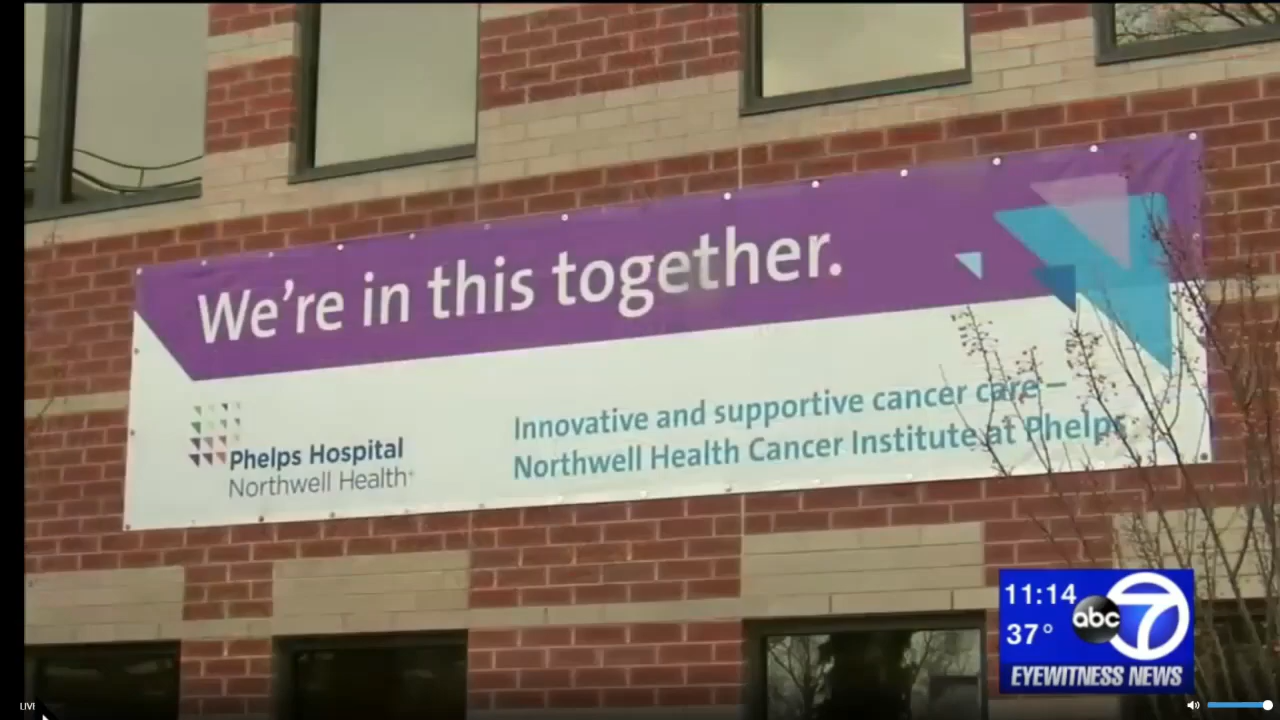 We're in this together.
Phelps Hospital
Northwell Health
Innovative and supportive cancer care –
Northwell Health Cancer Institute at Phelps
11:14
37°
abc 7
EYEWITNESS NEWS
LIVE